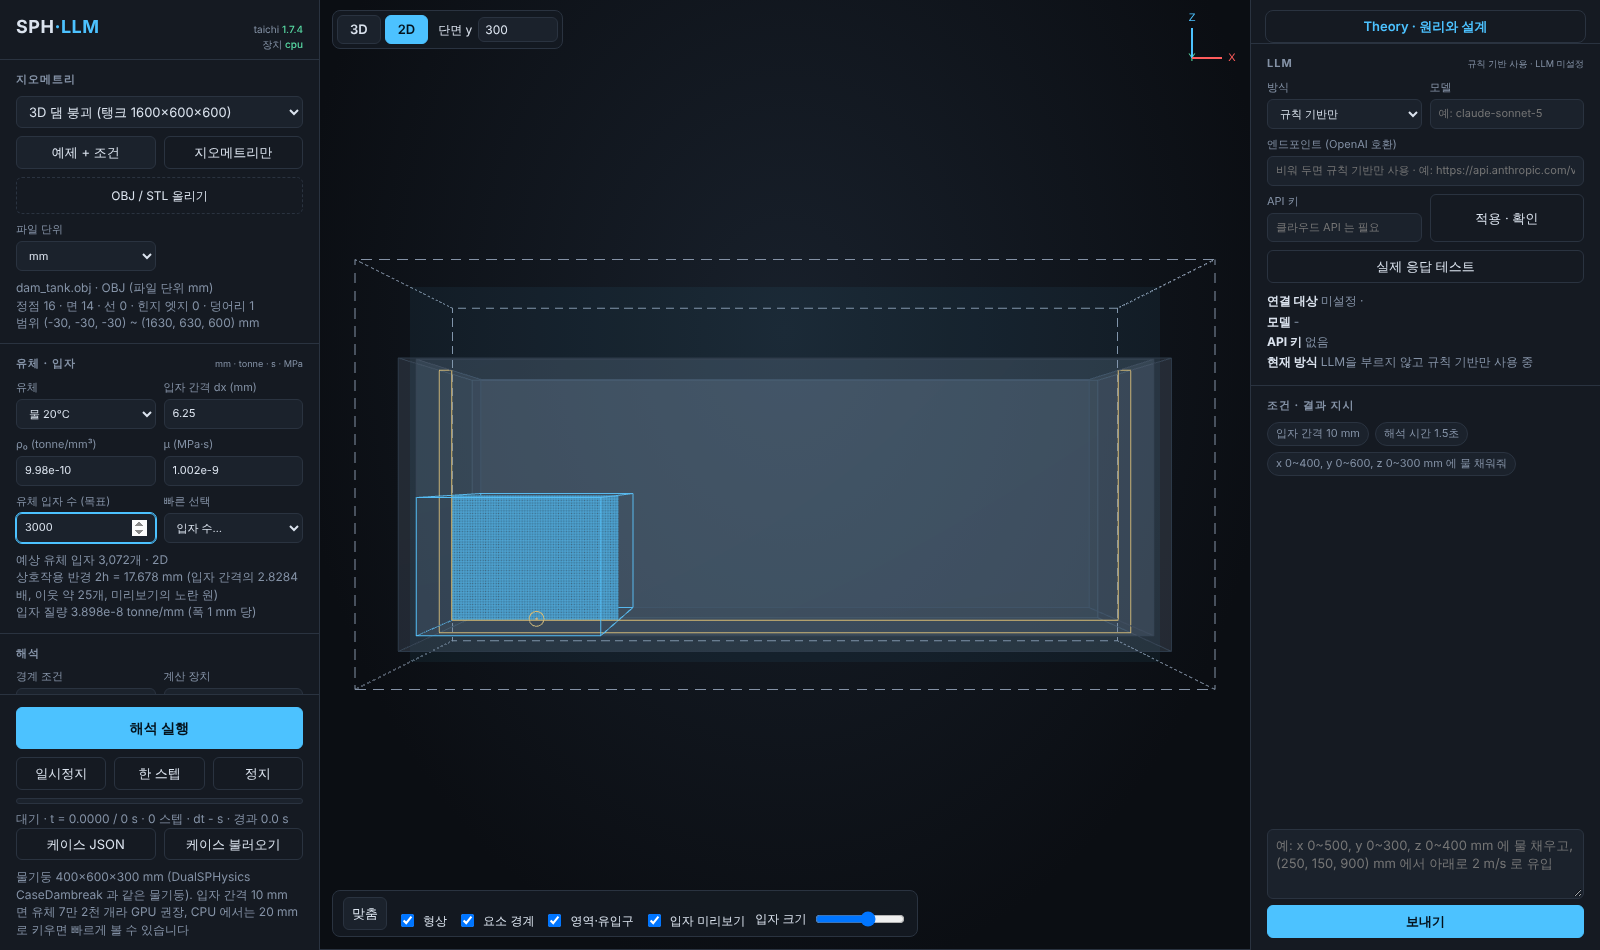 SPH·LLM
taichi 1.7.4
장치 cpu
지오메트리
3D 댐 붕괴 (탱크 1600×600×600)
예제 + 조건
지오메트리만
OBJ / STL 올리기
파일 단위
mm
dam_tank.obj · OBJ (파일 단위 mm)
정점 16 · 면 14 · 선 0 · 힌지 엣지 0 · 덩어리 1
범위 (-30, -30, -30) ~ (1630, 630, 600) mm
유체 · 입자
mm · tonne · s · MPa
유체
입자 간격 dx (mm)
물 20°C
6.25
ρ₀ (tonne/mm³)
μ (MPa·s)
9.98e-10
1.002e-9
유체 입자 수 (목표)
빠른 선택
3000
입자 수...
예상 유체 입자 3,072개 · 2D
상호작용 반경 2h = 17.678 mm (입자 간격의 2.8284
배, 이웃 약 25개, 미리보기의 노란 원)
입자 질량 3.898e-8 tonne/mm (폭 1 mm 당)
해석
경계 조건
계산 장치
해석 실행
일시정지
한 스텝
정지
대기 · t = 0.0000 / 0 s · 0 스텝 · dt - s · 경과 0.0 s
케이스 JSON
케이스 불러오기
물기둥 400×600×300 mm (DualSPHysics
CaseDambreak 과 같은 물기둥). 입자 간격 10 mm
면 유체 7만 2천 개라 GPU 권장, CPU 에서는 20 mm
로 키우면 빠르게 볼 수 있습니다
3D
2D
단면 y
300
Z
X
맞춤
형상
요소 경계
영역·유입구
입자 미리보기
입자 크기
Theory · 원리와 설계
LLM
규칙 기반 사용 · LLM 미설정
방식
모델
규칙 기반만
예: claude-sonnet-5
엔드포인트 (OpenAI 호환)
비워 두면 규칙 기반만 사용 · 예: https://api.anthropic.com/v
API 키
클라우드 API 는 필요
적용 · 확인
실제 응답 테스트
연결 대상 미설정 ·
모델 -
API 키 없음
현재 방식 LLM을 부르지 않고 규칙 기반만 사용 중
조건 · 결과 지시
입자 간격 10 mm
해석 시간 1.5초
x 0~400, y 0~600, z 0~300 mm 에 물 채워줘
예: x 0~500, y 0~300, z 0~400 mm 에 물 채우고,
(250, 150, 900) mm 에서 아래로 2 m/s 로 유입
보내기